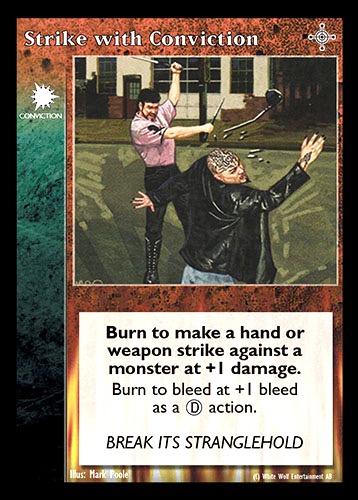 Strike with Conviction
CONVICTION
Burn to make a hand or
weapon strike against a
monster at +1 damage.
Burn to bleed at +1 bleed
as a Ⓓ action.
BREAK ITS STRANGLEHOLD
Illus: Mark Poole
(C) White Wolf Entertainment AB